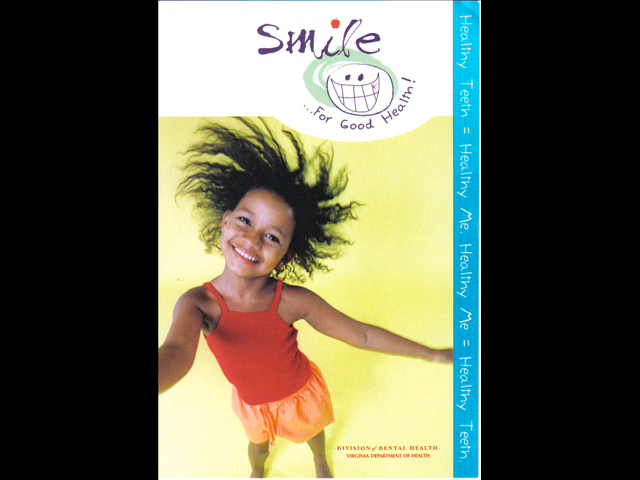 Smile
...For Good Health!
Healthy Teeth = Healthy Me. Healthy Me = Healthy Teeth.
DIVISION of DENTAL HEALTH
VIRGINIA DEPARTMENT OF HEALTH